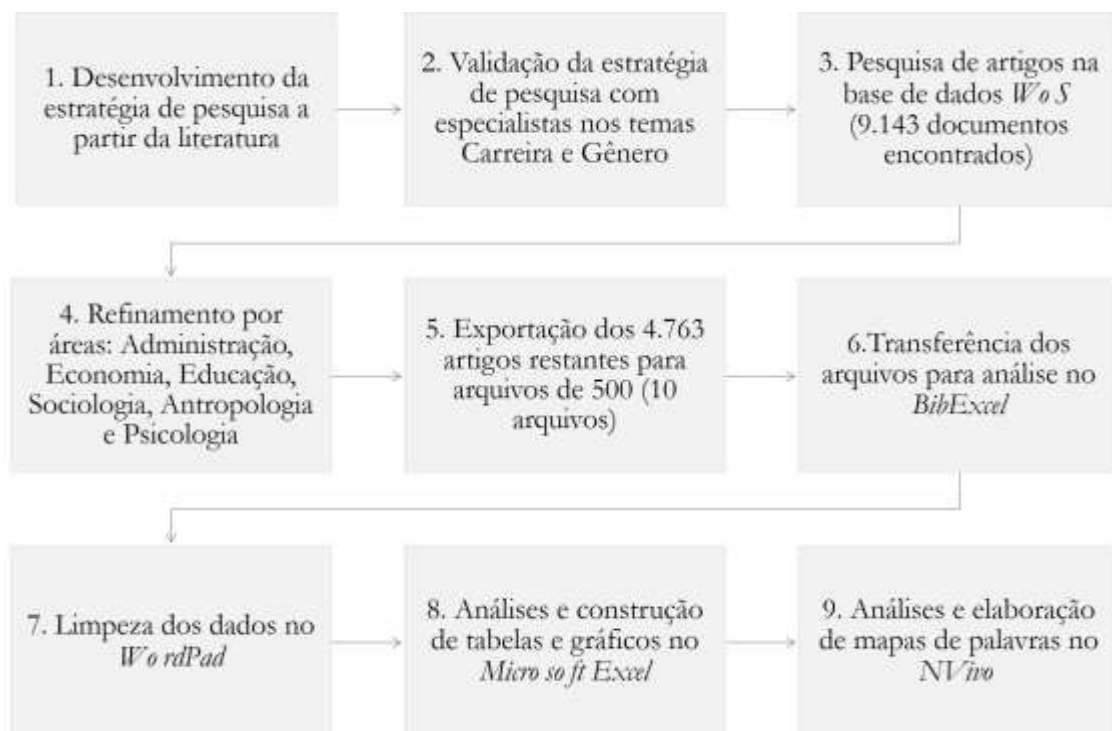 1. Desenvolvimento da
estratégia de pesquisa a
partir da literatura
2. Validação da estratégia
de pesquisa com
especialistas nos temas
Carreira e Gênero
3. Pesquisa de artigos na
base de dados Wo S
(9.143 documentos
encontrados)
4. Refinamento por
áreas: Administração,
Economia, Educação,
Sociologia, Antropologia
e Psicologia
5. Exportação dos 4.763
artigos restantes para
arquivos de 500 (10
arquivos)
6.Transferência dos
arquivos para análise no
BibExcel
7. Limpeza dos dados no
Wo rdPad
8. Análises e construção
de tabelas e gráficos no
Micro so ft Excel
9. Análises e elaboração
de mapas de palavras no
NVivo